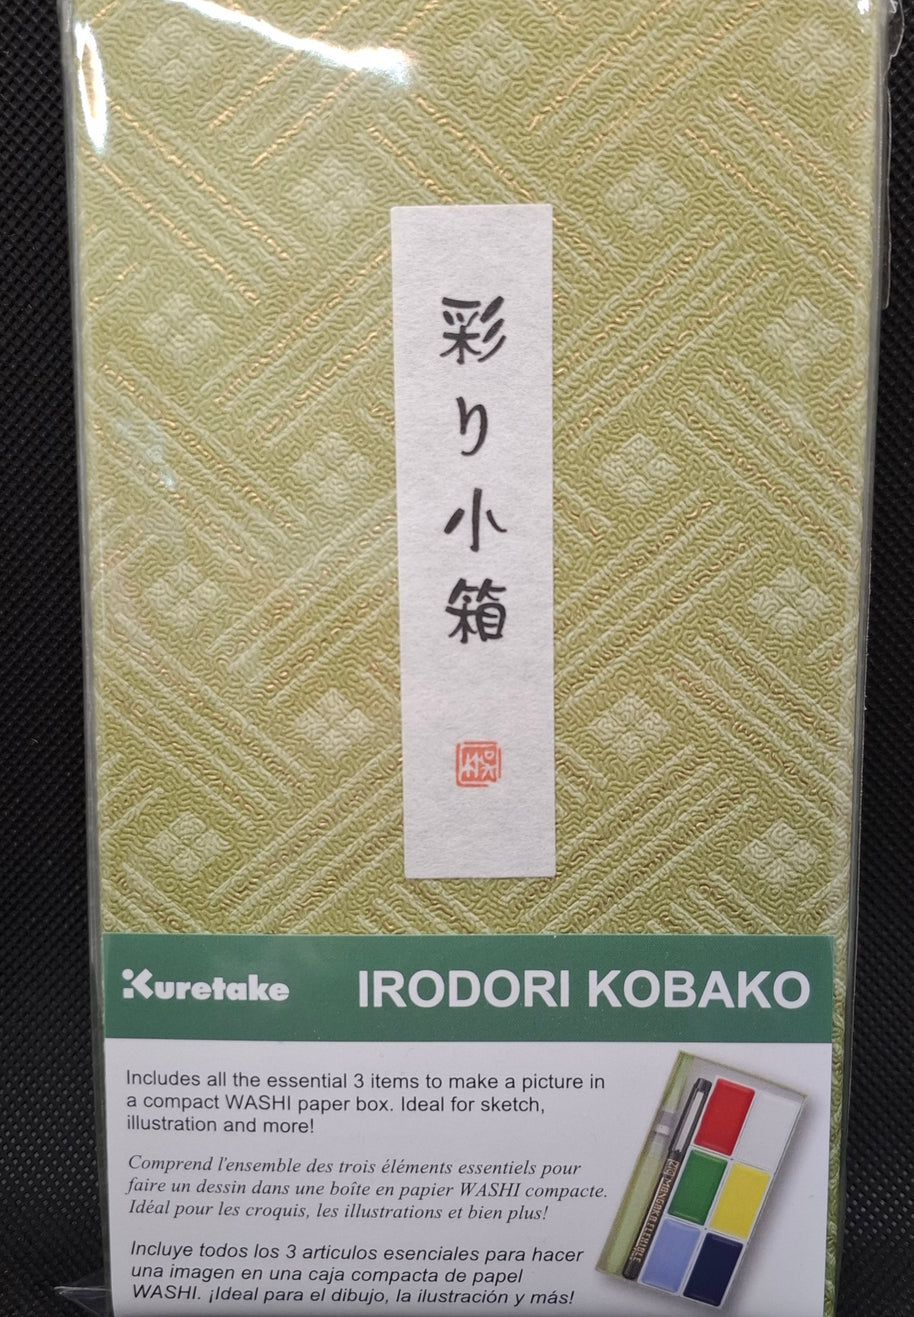 彩り小箱
Kuretake
IRODORI KOBAKO
Includes all the essential 3 items to make a picture in
a compact WASHI paper box. Ideal for sketch,
illustration and more!
Comprend l'ensemble des trois éléments essentiels pour
faire un dessin dans une boîte en papier WASHI compacte.
Idéal pour les croquis, les illustrations et bien plus!
Incluye todos los 3 articulos esenciales para hacer
una imagen en una caja compacta de papel
WASHI. ¡Ideal para el dibujo, la ilustración y más!
MANGAKA FLEXIBLE